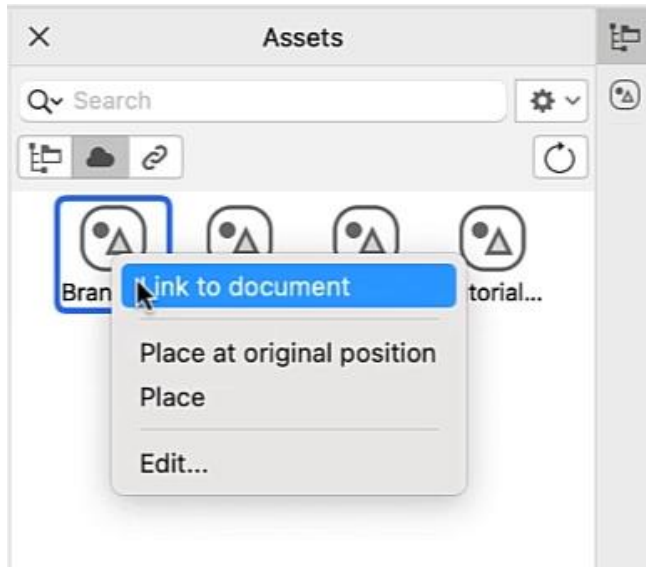 Assets
Search
Bran
torial...
Link to document
Place at original position
Place
Edit...